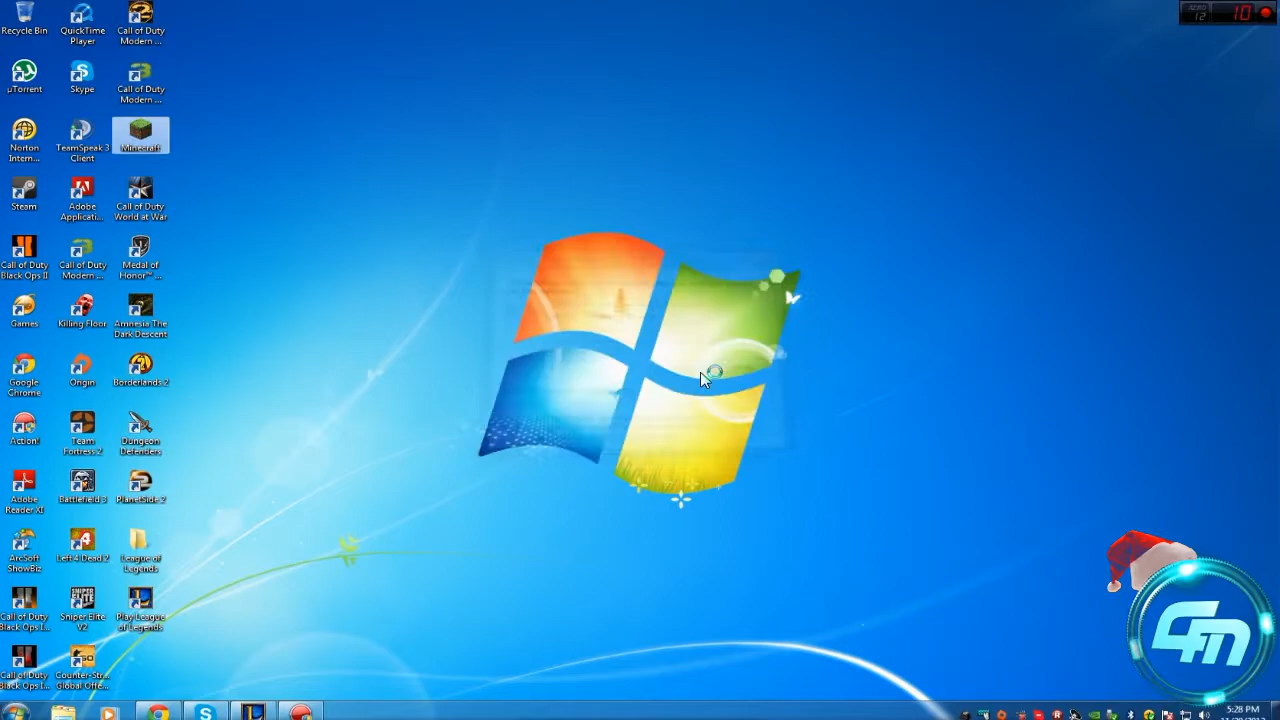 Recycle Bin
QuickTime
Player
Call of Duty
Modern ...
µTorrent
Skype
Call of Duty
Modern ...
Norton
Intern...
TeamSpeak 3
Client
Minecraft
Steam
Adobe
Applicati...
Call of Duty
World at War
Call of Duty
Black Ops II
Call of Duty
Modern ...
Medal of
Honor™ ...
Games
Killing Floor
Amnesia The
Dark Descent
Google
Chrome
Origin
Borderlands 2
Action!
Team
Fortress 2
Dungeon
Defenders
Adobe
Reader XI
Battlefield 3
PlanetSide 2
ArcSoft
ShowBiz
Left 4 Dead 2
League of
Legends
Call of Duty
Black Ops I...
Sniper Elite
V2
Play League
of Legends
Call of Duty
Black Ops I...
Counter-Str...
Global Offe...
12
10
GM
5:28 PM